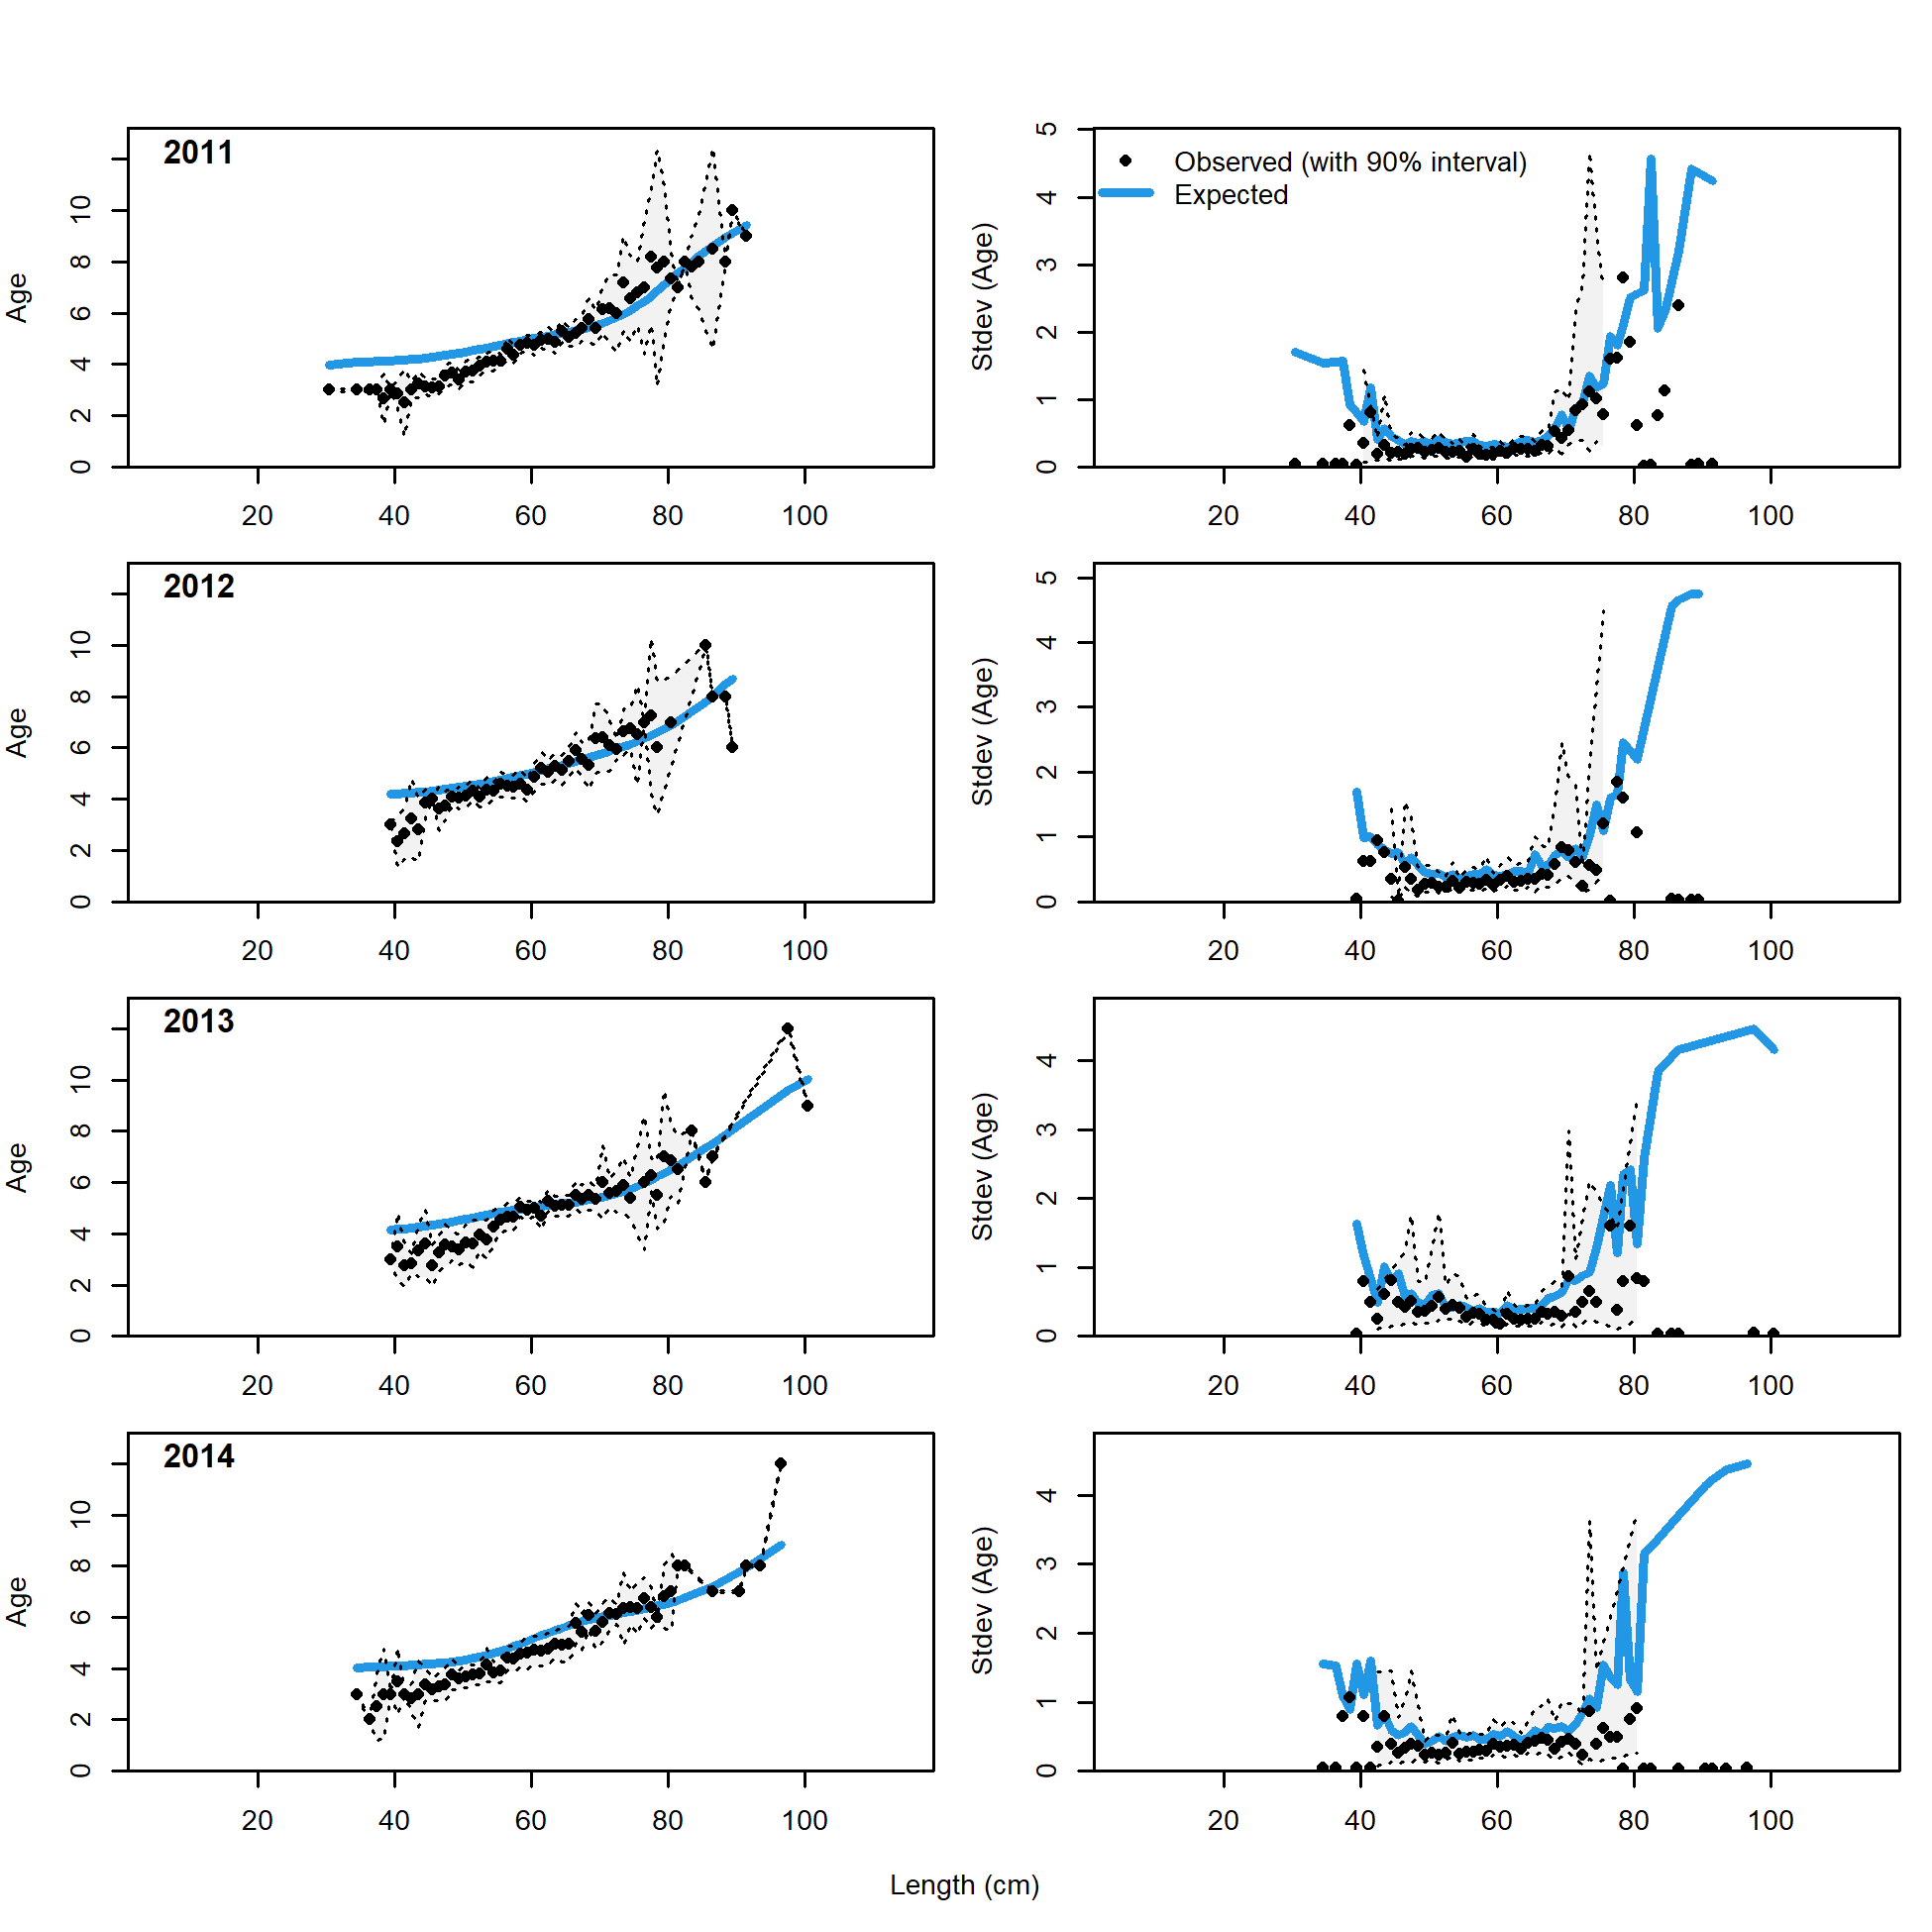 2011
Age
0 2 4 6 8 10
20 40 60 80 100
Observed (with 90% interval)
Expected
Stdev (Age)
0 1 2 3 4 5
20 40 60 80 100
2012
Age
0 2 4 6 8 10
20 40 60 80 100
Stdev (Age)
0 1 2 3 4 5
20 40 60 80 100
2013
Age
0 2 4 6 8 10
20 40 60 80 100
Stdev (Age)
0 1 2 3 4
20 40 60 80 100
2014
Age
0 2 4 6 8 10
20 40 60 80 100
Stdev (Age)
0 1 2 3 4
20 40 60 80 100
Length (cm)